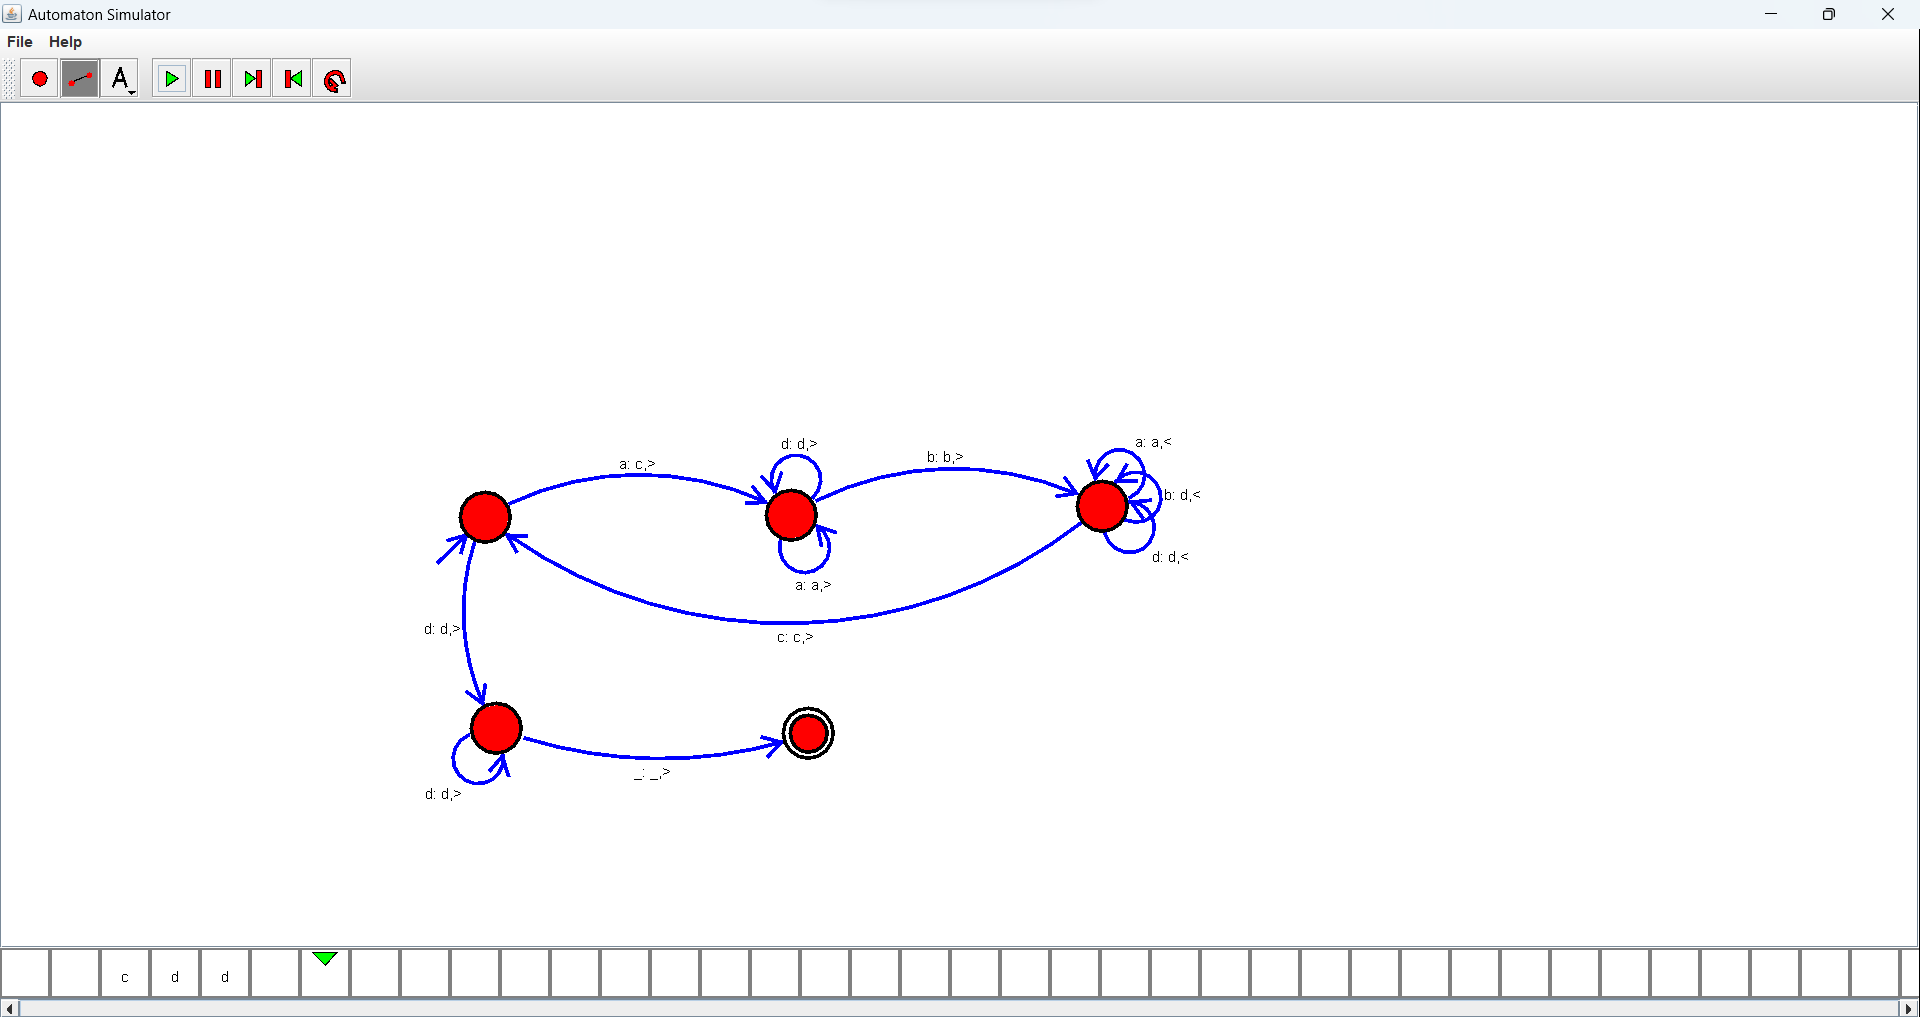 Automaton Simulator
File Help
A
d: d,>
a: a,<
a: c,>
b: b,>
b: d,<
d: d,<
a: a,>
d: d,>
c: c,>
_: _,>
d: d,>
c d d